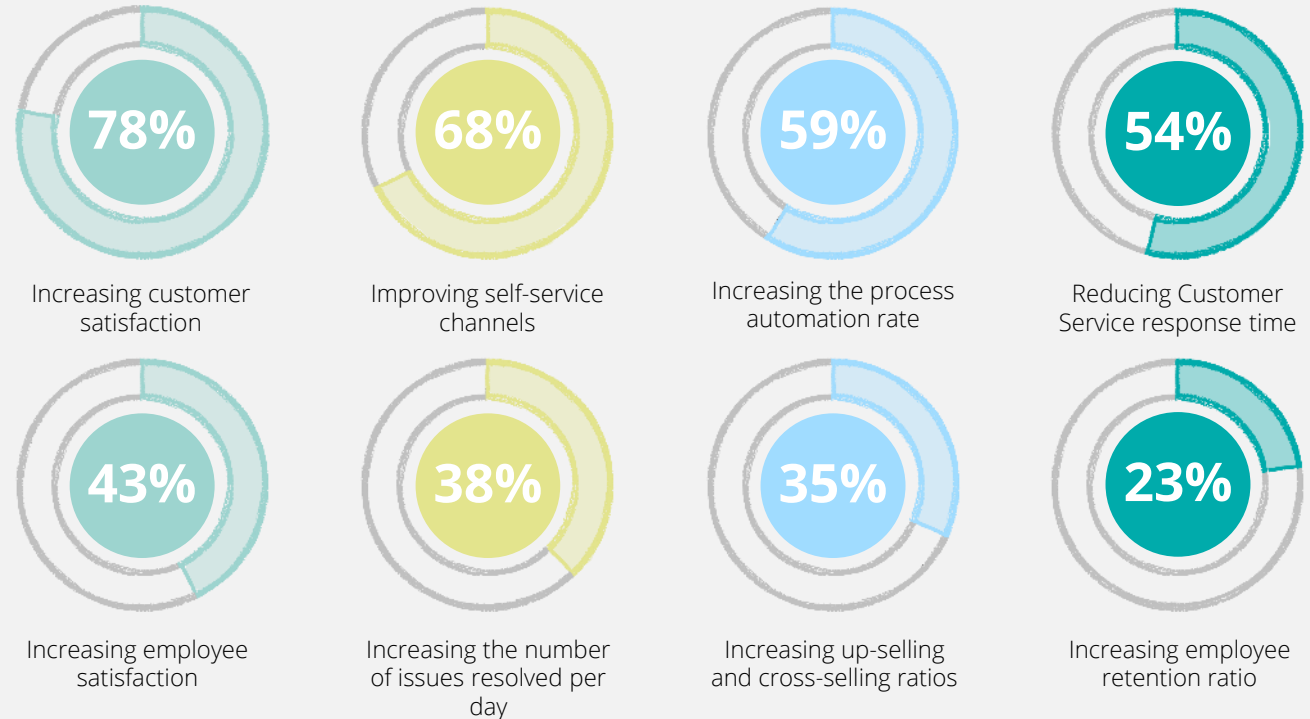 78%
68%
59%
54%
Increasing customer
satisfaction
Improving self-service
channels
Increasing the process
automation rate
Reducing Customer
Service response time
43%
38%
35%
23%
Increasing employee
satisfaction
Increasing the number
of issues resolved per
day
Increasing up-selling
and cross-selling ratios
Increasing employee
retention ratio